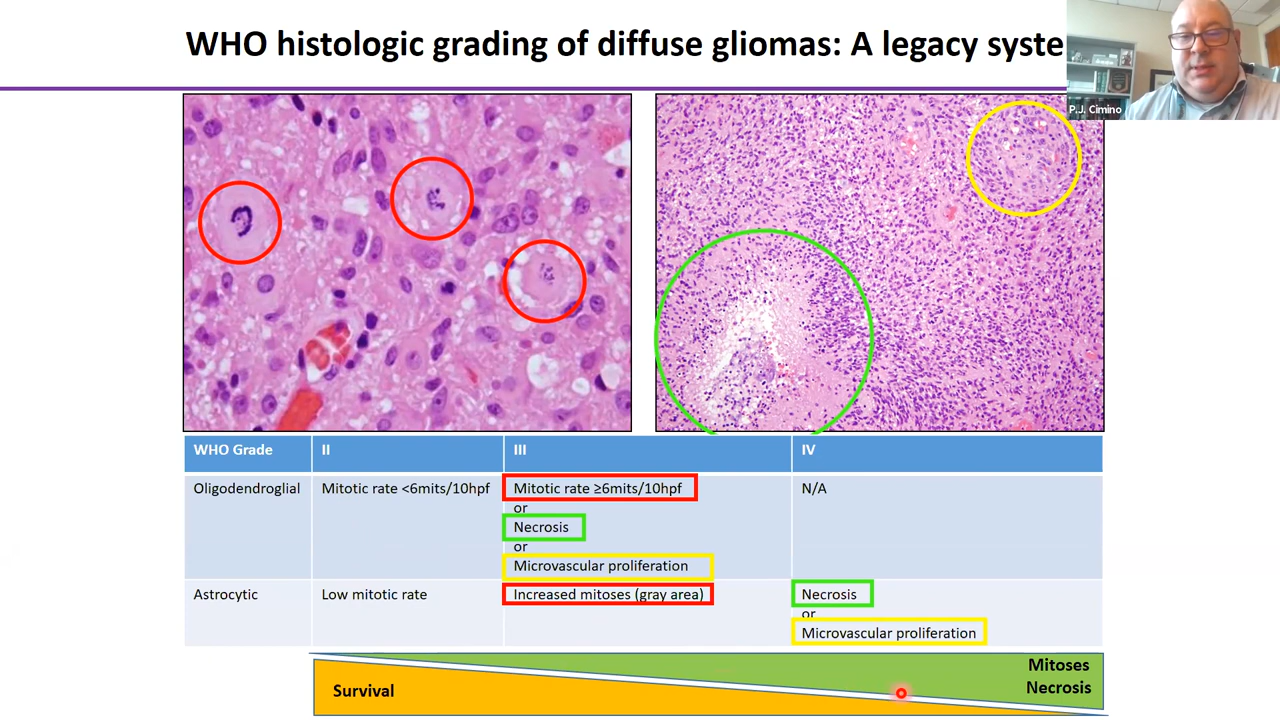 WHO histologic grading of diffuse gliomas: A legacy syste
P.J. Cimino
WHO Grade II III IV
Oligodendroglial Mitotic rate <6mits/10hpf Mitotic rate ≥6mits/10hpf N/A
or
Necrosis
or
Microvascular proliferation
Astrocytic Low mitotic rate Increased mitoses (gray area) Necrosis
or
Microvascular proliferation
Mitoses
Survival Necrosis